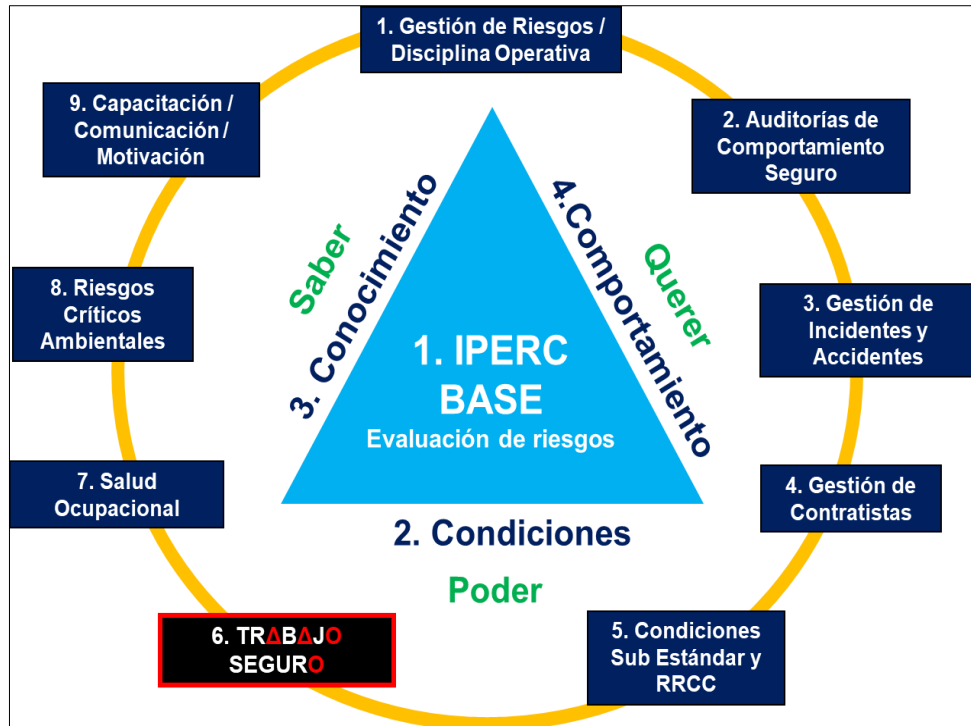 1. Gestión de Riesgos /
Disciplina Operativa
2. Auditorías de
Comportamiento
Seguro
3. Gestión de
Incidentes y
Accidentes
4. Gestión de
Contratistas
5. Condiciones
Sub Estándar y
RRCC
6. TRΔBΔJO
SEGURO
7. Salud
Ocupacional
8. Riesgos
Críticos
Ambientales
9. Capacitación /
Comunicación /
Motivación
Saber
3. Conocimiento
4.Comportamiento
Querer
1. IPERC
BASE
Evaluación de riesgos
2. Condiciones
Poder